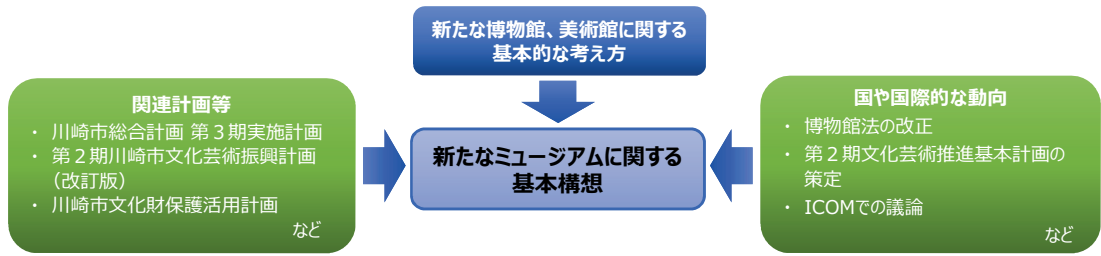 新たな博物館、美術館に関する
基本的な考え方
関連計画等
・ 川崎市総合計画 第３期実施計画
・ 第２期川崎市文化芸術振興計画
（改訂版）
・ 川崎市文化財保護活用計画
など
新たなミュージアムに関する
基本構想
国や国際的な動向
・ 博物館法の改正
・ 第２期文化芸術推進基本計画の
策定
・ ICOMでの議論
など